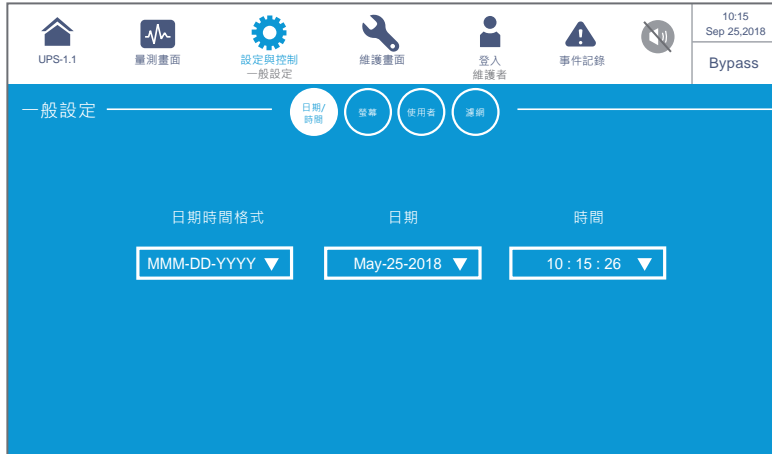 UPS-1.1
量測畫面
設定與控制
一般設定
維護畫面
登入
維護者
事件記錄
10:15
Sep 25,2018
Bypass
一般設定
日期/
時間
螢幕
使用者
濾網
日期時間格式
日期
時間
MMM-DD-YYYY
May-25-2018
10 : 15 : 26